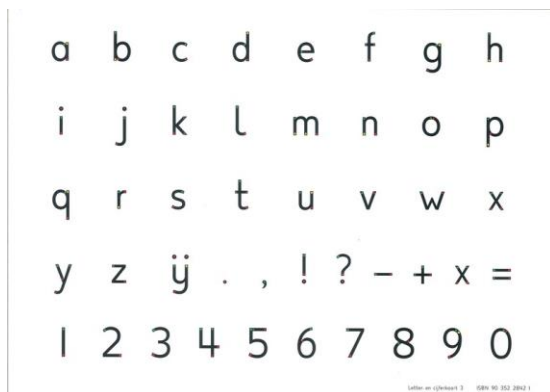 a b c d e f g h
i j k l m n o p
q r s t u v w x
y z ÿ . , ! ? – + x =
1 2 3 4 5 6 7 8 9 0
Letter en cijferkaart 3 ISBN 90 352 2842 1